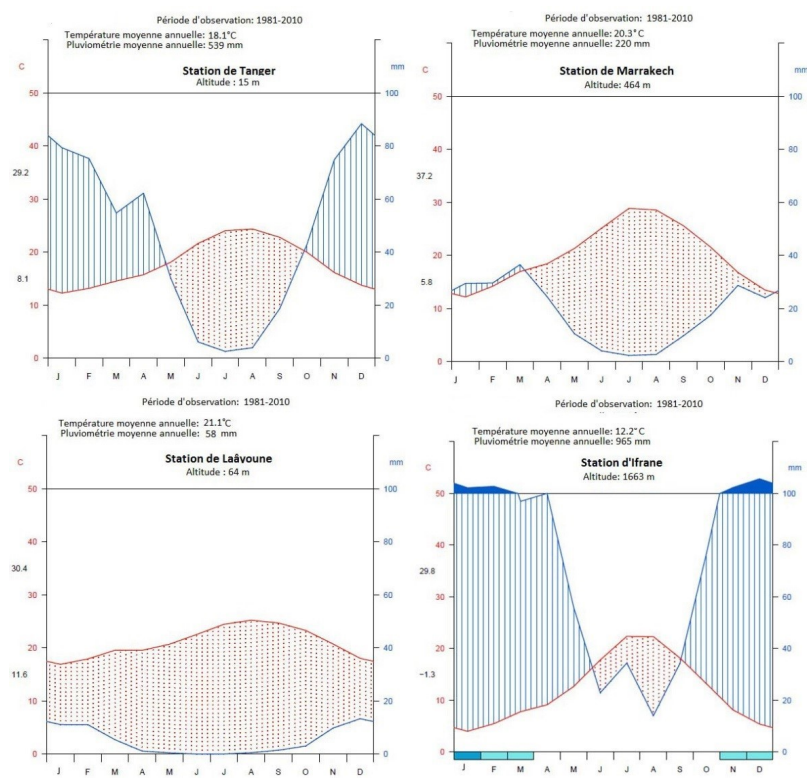 Période d'observation: 1981-2010
Température moyenne annuelle: 18.1°C
Pluviométrie moyenne annuelle: 539 mm
Station de Tanger
Altitude : 15 m
C
mm
50
100
40
80
29.2
30
60
20
40
8.1
10
20
0
0
J F M A M J J A S O N D
Période d'observation: 1981-2010
Température moyenne annuelle: 20.3°C
Pluviométrie moyenne annuelle: 220 mm
Station de Marrakech
Altitude: 464 m
C
mm
50
100
40
80
37.2
30
60
20
40
5.8
10
20
0
0
J F M A M J J A S O N D
Période d'observation: 1981-2010
Température moyenne annuelle: 21.1°C
Pluviométrie moyenne annuelle: 58 mm
Station de Laâyoune
Altitude : 64 m
C
mm
50
100
40
80
30.4
30
60
20
40
11.6
10
20
0
0
J F M A M J J A S O N D
Période d'observation: 1981-2010
Température moyenne annuelle: 12.2°C
Pluviométrie moyenne annuelle: 965 mm
Station d'Ifrane
Altitude: 1663 m
C
mm
50
100
40
80
29.8
30
60
20
40
−1.3
10
20
0
0
J F M A M J J A S O N D